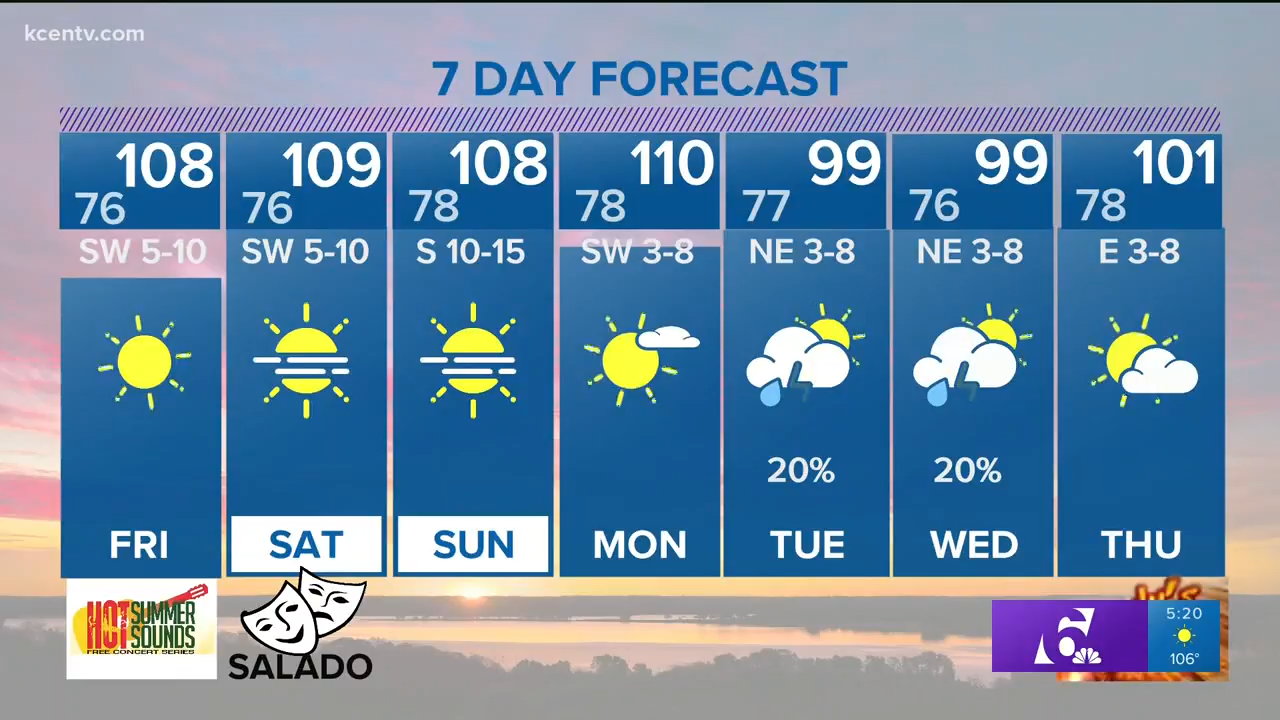 kcentv.com
7 DAY FORECAST
108 109 108 110 99 99 101
76 76 78 78 77 76 78
SW 5-10 SW 5-10 S 10-15 SW 3-8 NE 3-8 NE 3-8 E 3-8
20% 20%
FRI SAT SUN MON TUE WED THU
HOT SUMMER
SOUNDS
FREE CONCERT SERIES
SALADO
6
5:20
106°